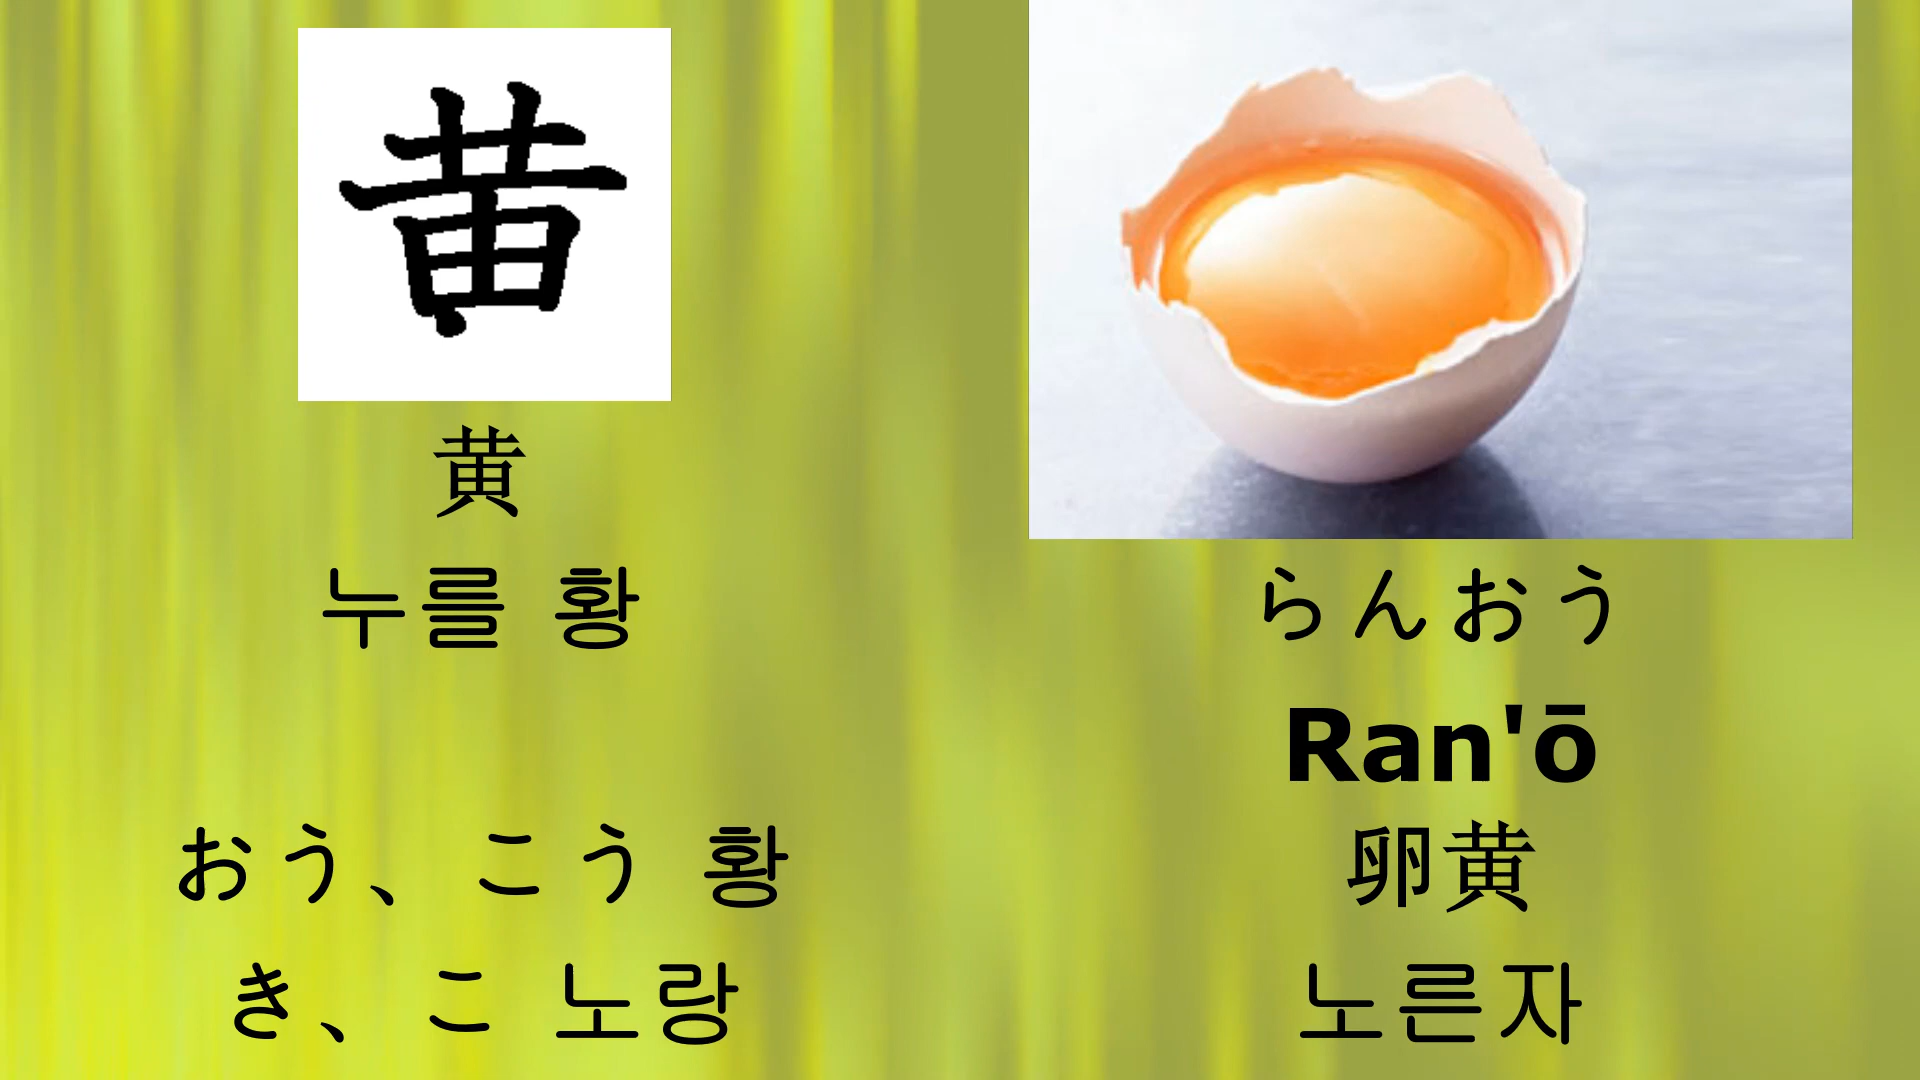 黄
黄
누를 황
おう、こう 황
き、こ 노랑
らんおう
Ran'ō
卵黄
노른자